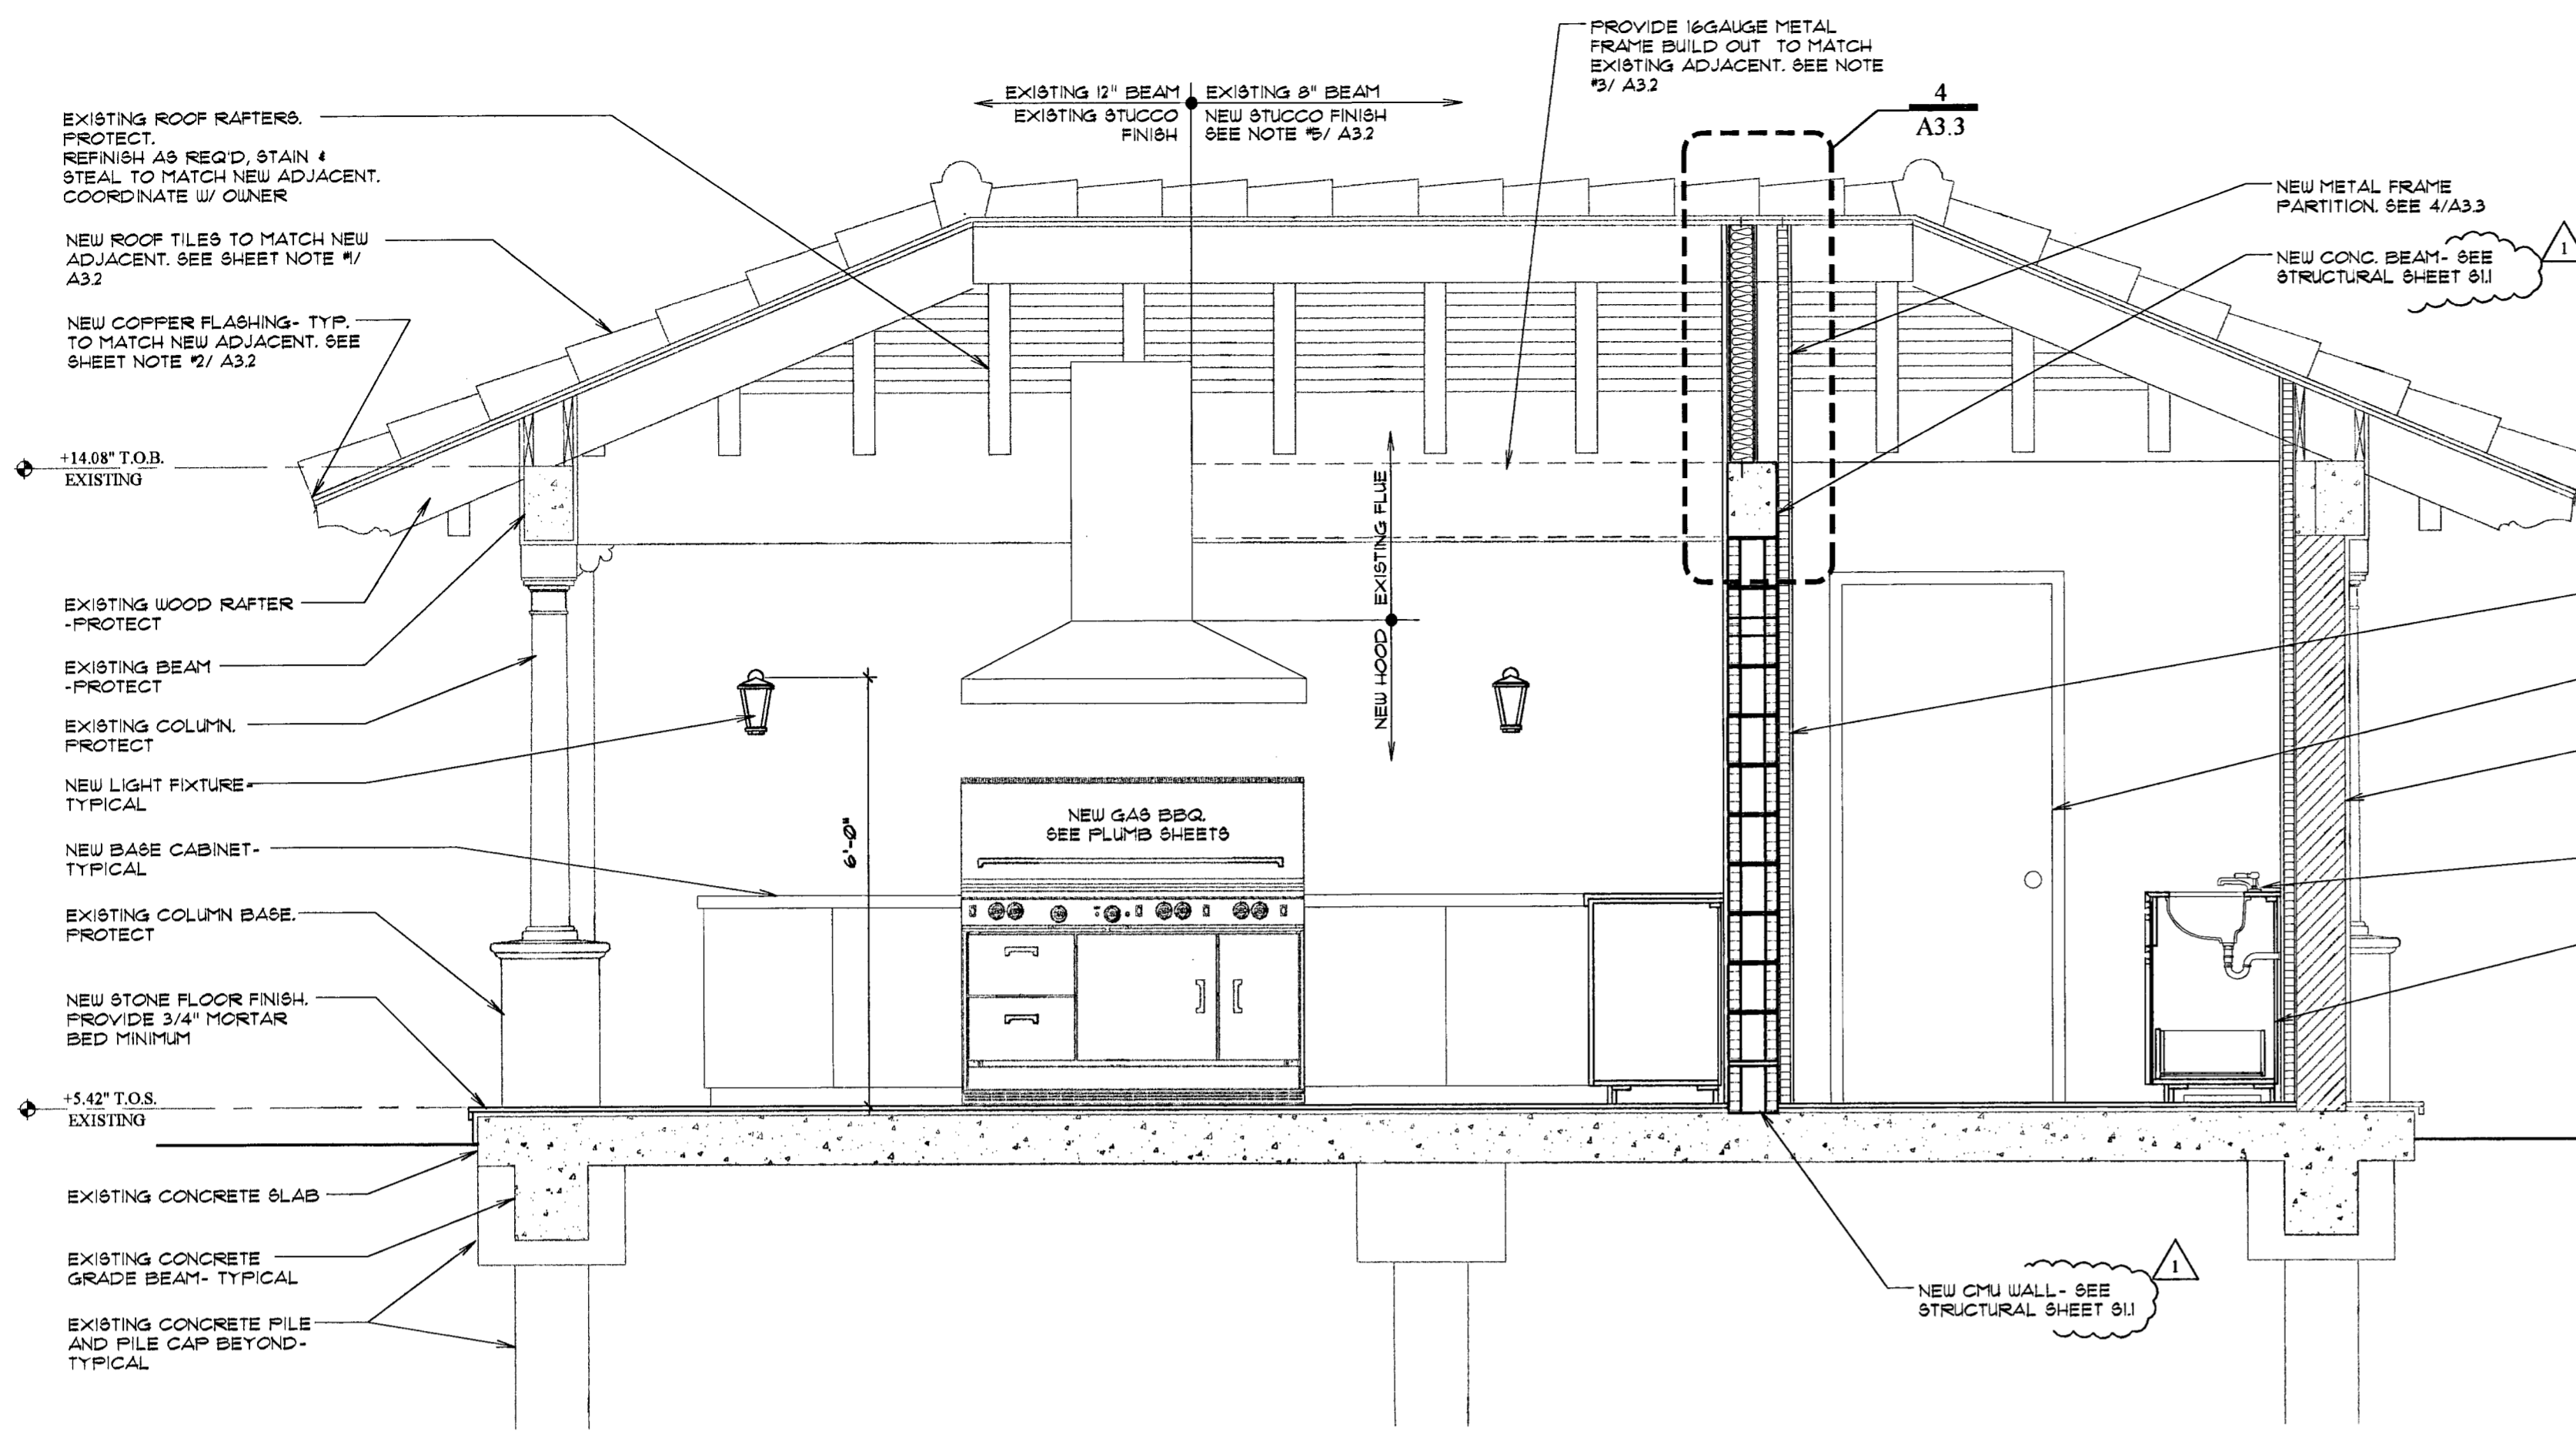 PROVIDE 16GAUGE METAL
FRAME BUILD OUT TO MATCH
EXISTING ADJACENT. SEE NOTE
#3/ A3.2
EXISTING 12" BEAM
EXISTING STUCCO
FINISH
EXISTING 8" BEAM
NEW STUCCO FINISH
SEE NOTE #5/ A3.2
4
A3.3
EXISTING ROOF RAFTERS.
PROTECT.
REFINISH AS REQ'D, STAIN &
STEAL TO MATCH NEW ADJACENT.
COORDINATE W/ OWNER
NEW ROOF TILES TO MATCH NEW
ADJACENT. SEE SHEET NOTE #1/
A3.2
NEW COPPER FLASHING- TYP.
TO MATCH NEW ADJACENT. SEE
SHEET NOTE #2/ A3.2
+14.08" T.O.B.
EXISTING
EXISTING WOOD RAFTER
-PROTECT
EXISTING BEAM
-PROTECT
EXISTING COLUMN.
PROTECT
NEW LIGHT FIXTURE-
TYPICAL
NEW BASE CABINET-
TYPICAL
EXISTING COLUMN BASE.
PROTECT
NEW STONE FLOOR FINISH.
PROVIDE 3/4" MORTAR
BED MINIMUM
+5.42" T.O.S.
EXISTING
EXISTING CONCRETE SLAB
EXISTING CONCRETE
GRADE BEAM- TYPICAL
EXISTING CONCRETE PILE
AND PILE CAP BEYOND-
TYPICAL
6'-0"
NEW GAS BBQ.
SEE PLUMB SHEETS
EXISTING FLUE
NEW HOOD
NEW METAL FRAME
PARTITION. SEE 4/A3.3
NEW CONC. BEAM- SEE
STRUCTURAL SHEET S1.1
1
NEW CMU WALL- SEE
STRUCTURAL SHEET S1.1
1